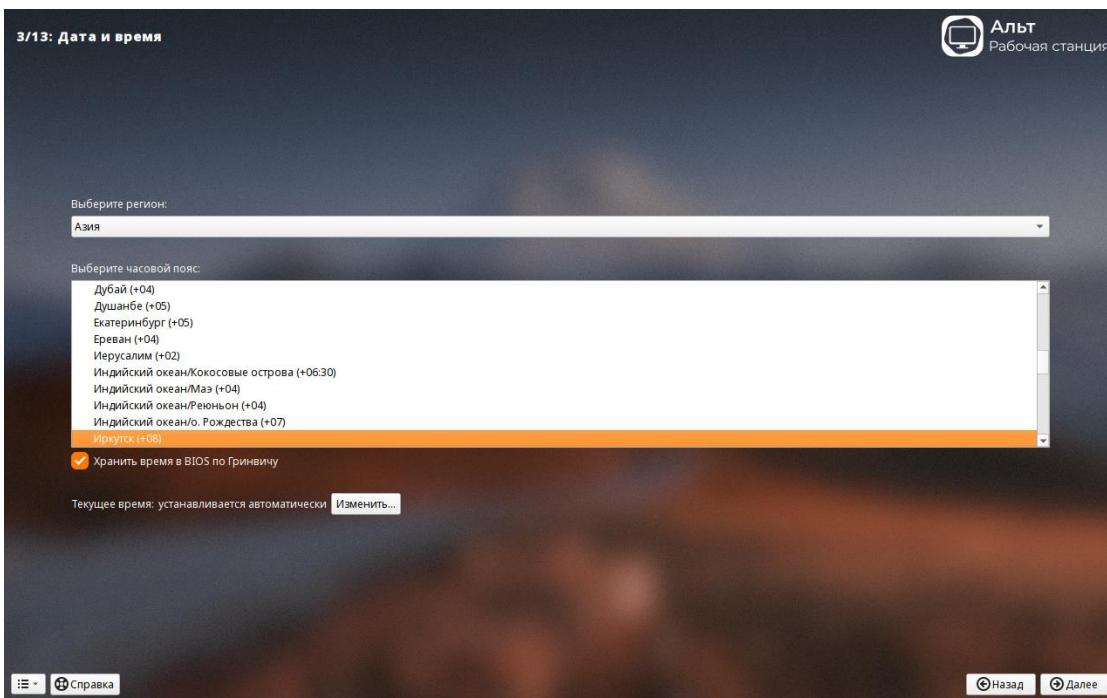 3/13: Дата и время
Альт
Рабочая станция
Выберите регион:
Азия
Выберите часовой пояс:
Дубай (+04)
Душанбе (+05)
Екатеринбург (+05)
Ереван (+04)
Иерусалим (+02)
Индийский океан/Кокосовые острова (+06:30)
Индийский океан/Маэ (+04)
Индийский океан/Реюньон (+04)
Индийский океан/о. Рождества (+07)
Иркутск (+08)
Хранить время в BIOS по Гринвичу
Текущее время: устанавливается автоматически Изменить...
Справка Назад Далее